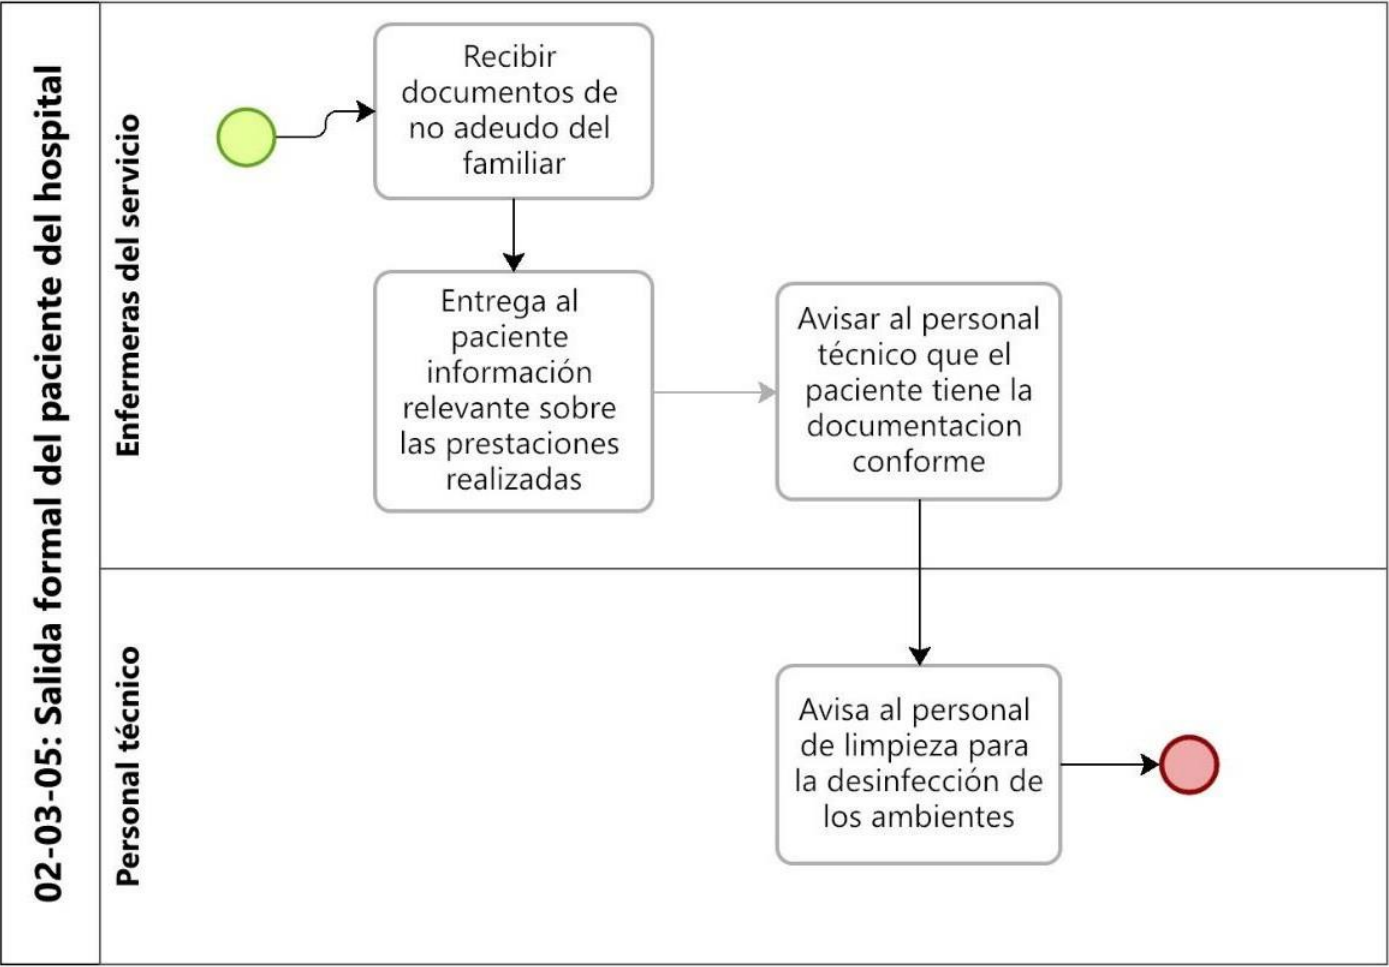 02-03-05: Salida formal del paciente del hospital
Enfermeras del servicio
Recibir
documentos de
no adeudo del
familiar
Entrega al
paciente
información
relevante sobre
las prestaciones
realizadas
Avisar al personal
técnico que el
paciente tiene la
documentacion
conforme
Personal técnico
Avisa al personal
de limpieza para
la desinfección de
los ambientes